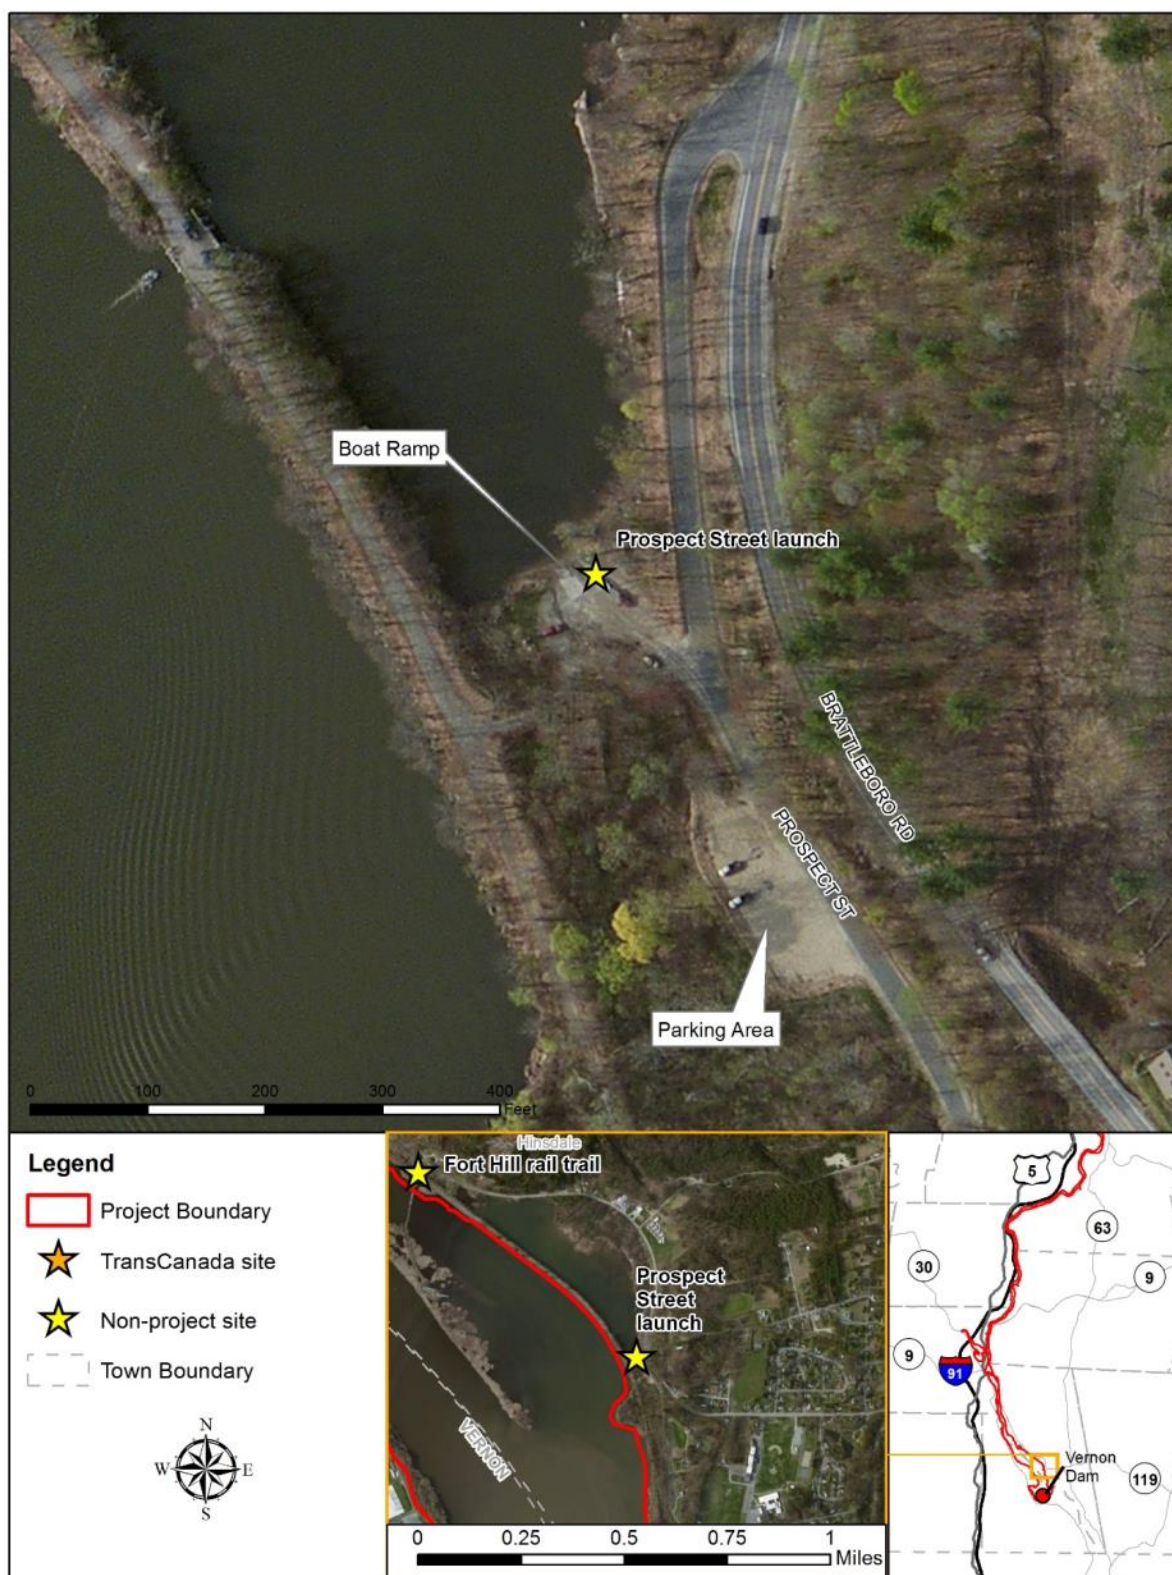 Boat Ramp
Prospect Street launch
BRATTLEBORO RD
PROSPECT ST
Parking Area
0 100 200 300 400
Feet
Legend
Project Boundary
TransCanada site
Non-project site
Town Boundary
N
W E
S
Hinsdale
Fort Hill rail trail
Prospect
Street
launch
VERNON
0 0.25 0.5 0.75 1
Miles
5
63
30
9
9
91
Vernon
Dam
119